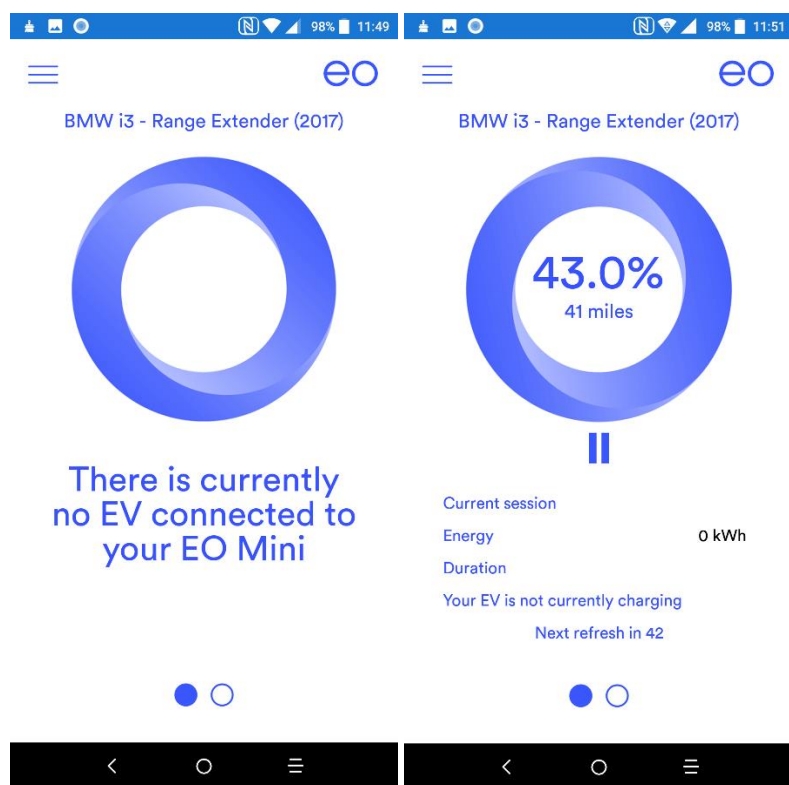 98% 11:49
eo
BMW i3 - Range Extender (2017)
There is currently
no EV connected to
your EO Mini
98% 11:51
eo
BMW i3 - Range Extender (2017)
43.0%
41 miles
Current session
Energy 0 kWh
Duration
Your EV is not currently charging
Next refresh in 42